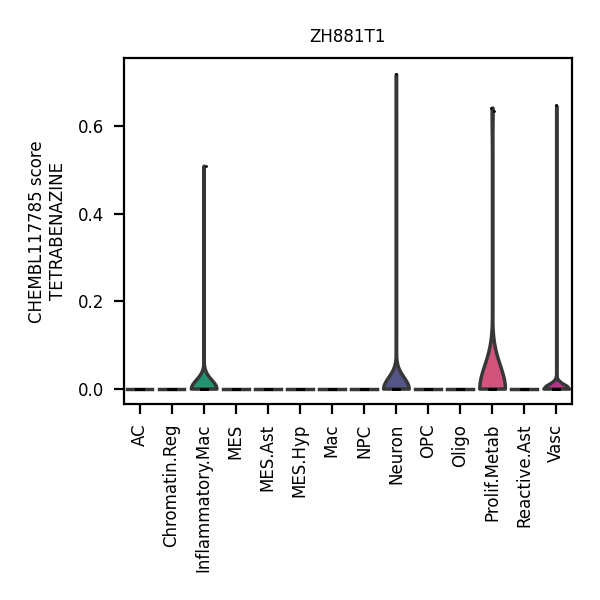 ZH881T1
CHEMBL117785 score
TETRABENAZINE
0.6
0.4
0.2
0.0
AC
Chromatin.Reg
Inflammatory.Mac
MES
MES.Ast
MES.Hyp
Mac
NPC
Neuron
OPC
Oligo
Prolif.Metab
Reactive.Ast
Vasc